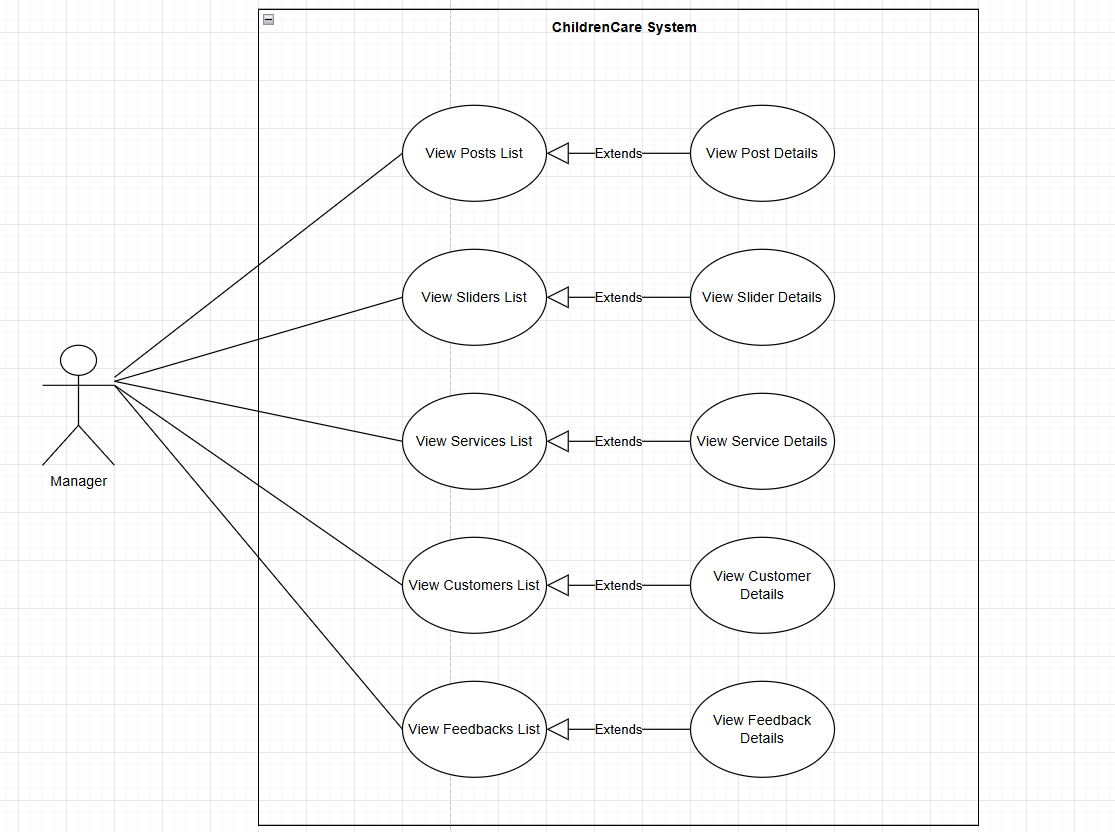 ChildrenCare System
View Posts List
Extends
View Post Details
View Sliders List
Extends
View Slider Details
View Services List
Extends
View Service Details
Manager
View Customers List
Extends
View Customer
Details
View Feedbacks List
Extends
View Feedback
Details